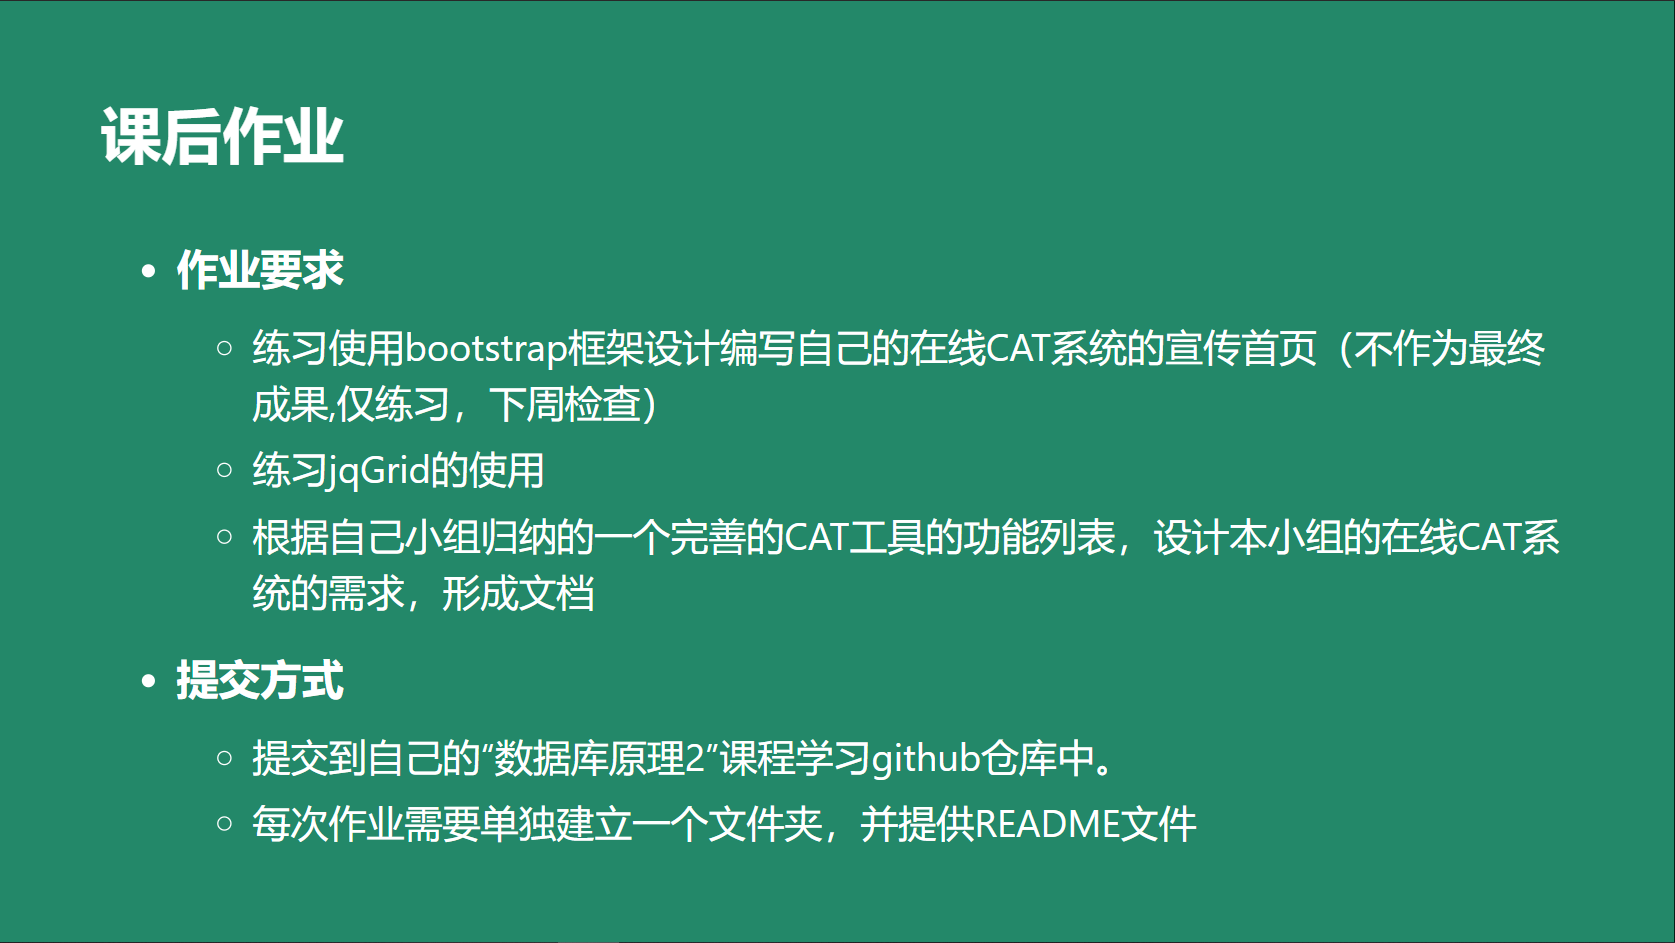 课后作业
作业要求
练习使用bootstrap框架设计编写自己的在线CAT系统的宣传首页（不作为最终
成果,仅练习，下周检查）
练习jqGrid的使用
根据自己小组归纳的一个完善的CAT工具的功能列表，设计本小组的在线CAT系
统的需求，形成文档
提交方式
提交到自己的“数据库原理2”课程学习github仓库中。
每次作业需要单独建立一个文件夹，并提供README文件